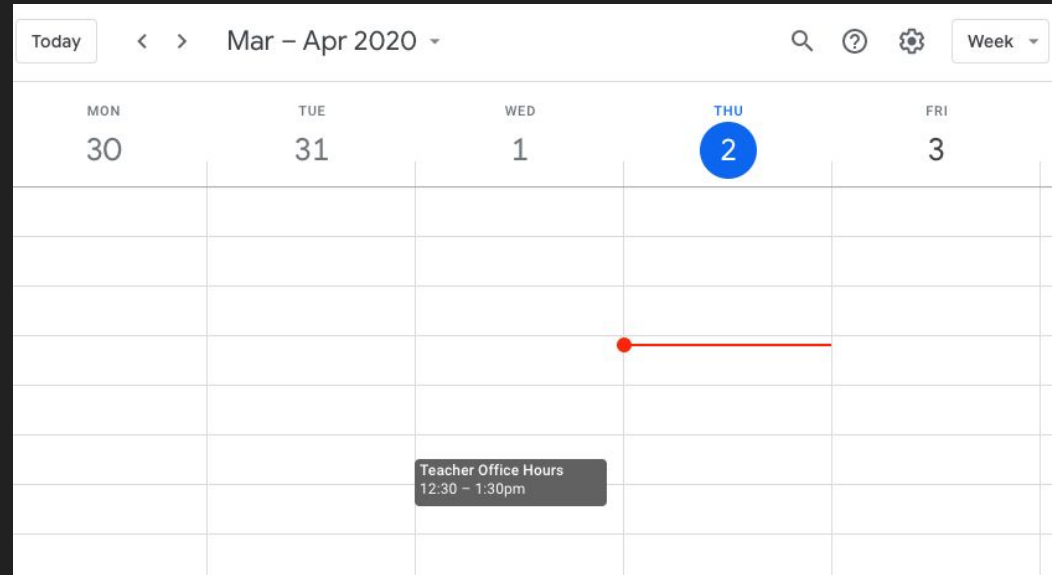 Today < > Mar – Apr 2020 Week
MON TUE WED THU FRI
30 31 1 2 3
Teacher Office Hours
12:30 – 1:30pm